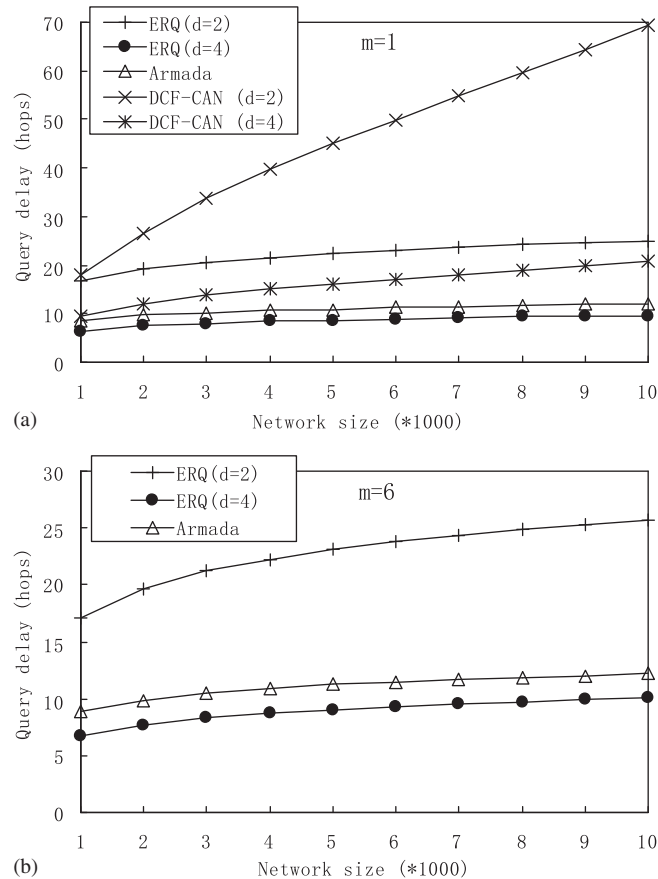 70
60
50
40
30
20
10
0
Query delay (hops)
ERQ(d=2)
ERQ(d=4)
Armada
DCF-CAN (d=2)
DCF-CAN (d=4)
m=1
1 2 3 4 5 6 7 8 9 10
Network size (*1000)
(a)
30
25
20
15
10
5
0
Query delay (hops)
ERQ(d=2)
ERQ(d=4)
Armada
m=6
1 2 3 4 5 6 7 8 9 10
Network size (*1000)
(b)